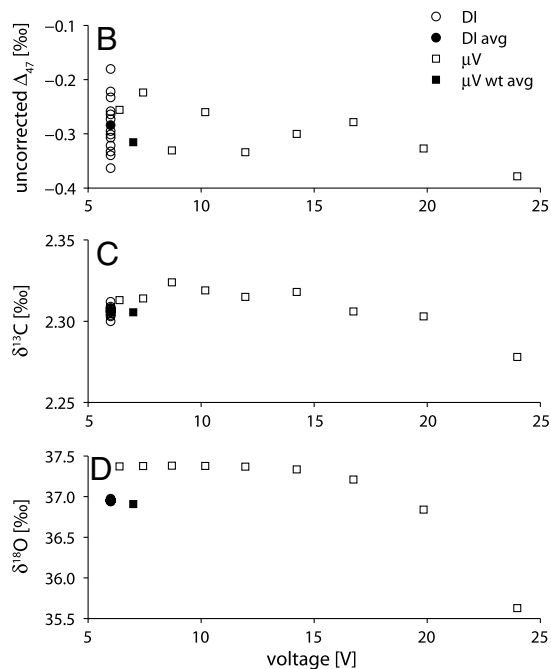 B
DI
DI avg
μV
μV wt avg
uncorrected Δ47 [‰]
−0.1
−0.2
−0.3
−0.4
5 10 15 20 25
C
δ13C [‰]
2.35
2.30
2.25
5 10 15 20 25
D
δ18O [‰]
37.5
37.0
36.5
36.0
35.5
5 10 15 20 25
voltage [V]